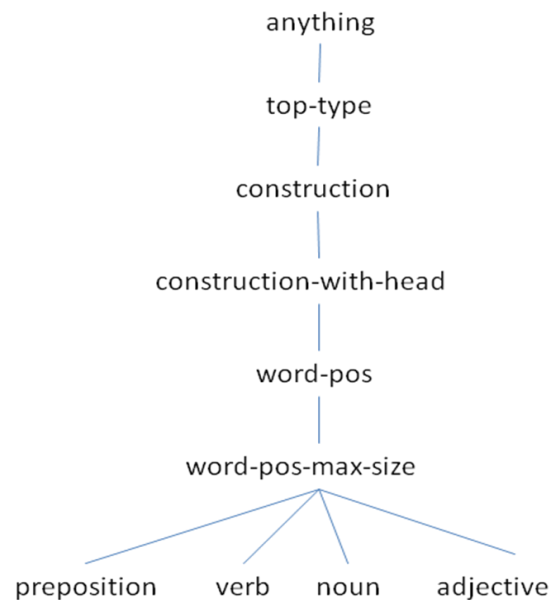 anything
top-type
construction
construction-with-head
word-pos
word-pos-max-size
preposition verb noun adjective